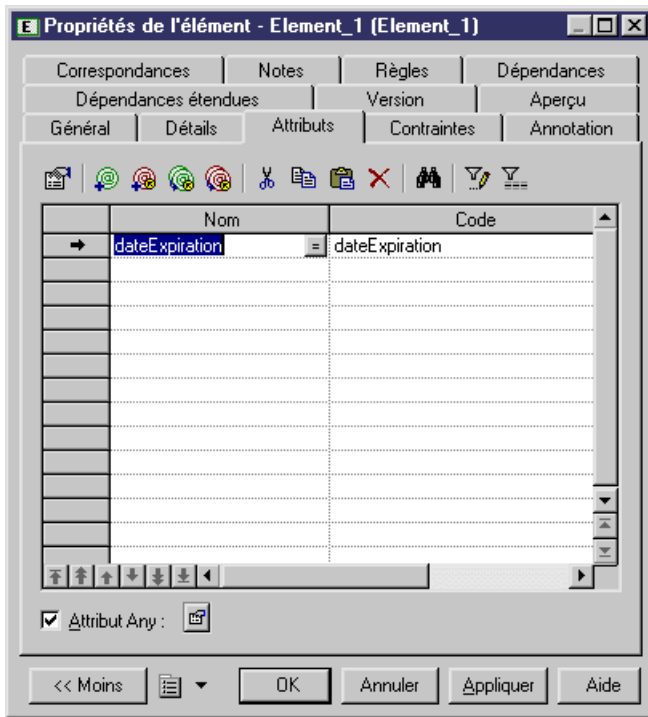 E Propriétés de l'élément - Element_1 (Element_1)
Correspondances Notes Règles Dépendances
Dépendances étendues Version Aperçu
Général Détails Attributs Contraintes Annotation
Nom Code
dateExpiration = dateExpiration
Attribut Any :
<< Moins OK Annuler Appliquer Aide